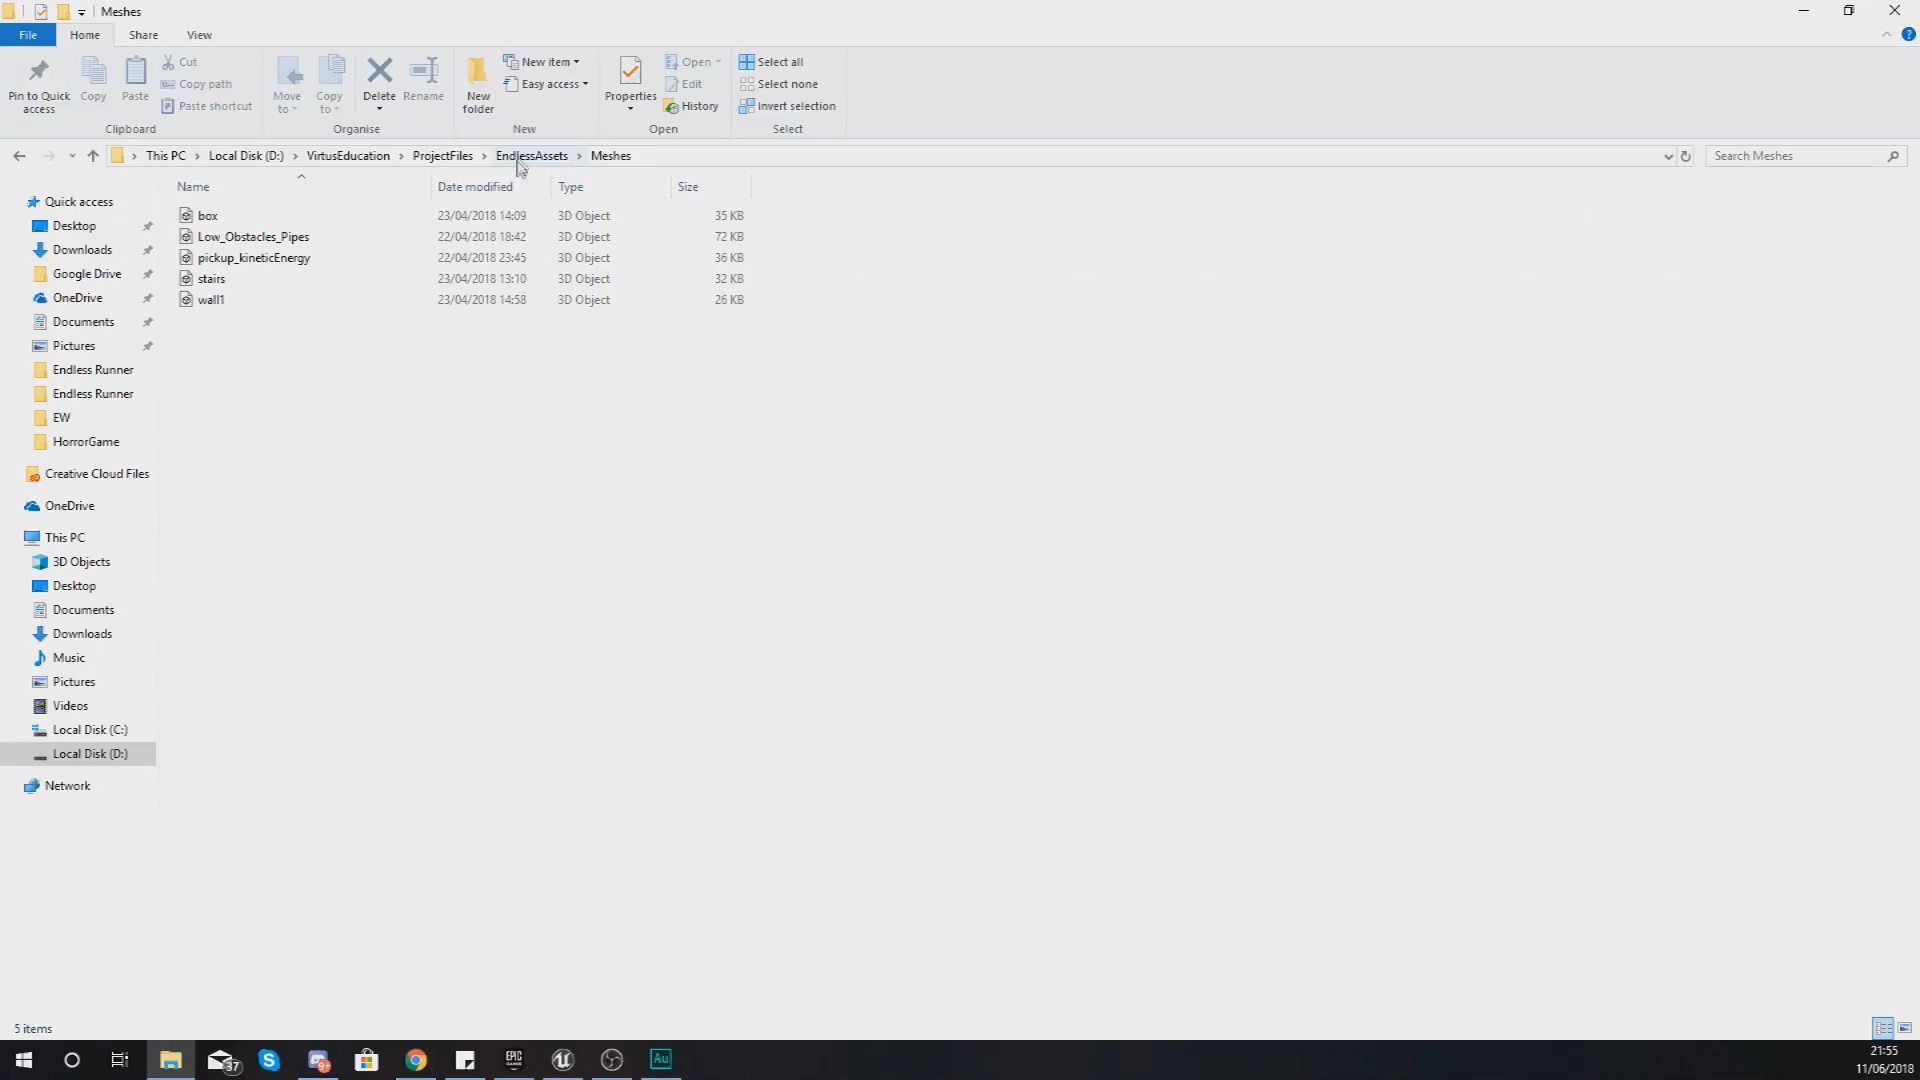 Meshes
File Home Share View
Pin to Quick access
Copy
Paste
Cut
Copy path
Paste shortcut
Clipboard
Move to
Copy to
Delete
Rename
Organise
New folder
New item
Easy access
New
Properties
Open
Edit
History
Open
Select all
Select none
Invert selection
Select
This PC > Local Disk (D:) > VirtusEducation > ProjectFiles > EndlessAssets > Meshes
Search Meshes
Name Date modified Type Size
box 23/04/2018 14:09 3D Object 35 KB
Low_Obstacles_Pipes 22/04/2018 18:42 3D Object 72 KB
pickup_kineticEnergy 22/04/2018 23:45 3D Object 36 KB
stairs 23/04/2018 13:10 3D Object 32 KB
wall1 23/04/2018 14:58 3D Object 26 KB
Quick access
Desktop
Downloads
Google Drive
OneDrive
Documents
Pictures
Endless Runner
Endless Runner
EW
HorrorGame
Creative Cloud Files
OneDrive
This PC
3D Objects
Desktop
Documents
Downloads
Music
Pictures
Videos
Local Disk (C:)
Local Disk (D:)
Network
5 items
37
S
9+
EPIC GAMES
Au
21:55
11/06/2018